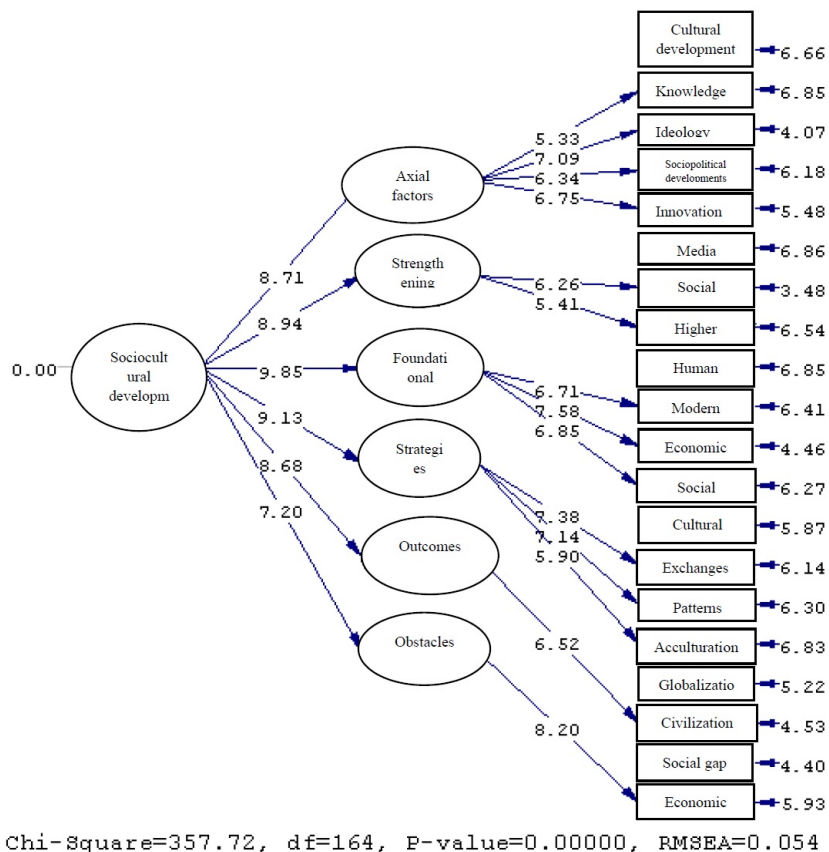 Cultural
development
6.66
Knowledge
6.85
5.33
Ideology
4.07
7.09
Axial
factors
6.34
Sociopolitical
developments
6.18
6.75
Innovation
5.48
Media
6.86
8.71
Strength
ening
6.26
Social
3.48
8.94
5.41
Higher
6.54
0.00
Sociocult
ural
developm
9.85
Foundati
onal
Human
6.85
6.71
Modern
6.41
7.58
9.13
6.85
Economic
4.46
Strategi
es
8.68
Social
6.27
7.20
7.38
Cultural
5.87
7.14
Outcomes
5.90
Exchanges
6.14
Patterns
6.30
Obstacles
6.52
Acculturation
6.83
Globalizatio
5.22
8.20
Civilization
4.53
Social gap
4.40
Economic
5.93
Chi-Square=357.72, df=164, P-value=0.00000, RMSEA=0.054